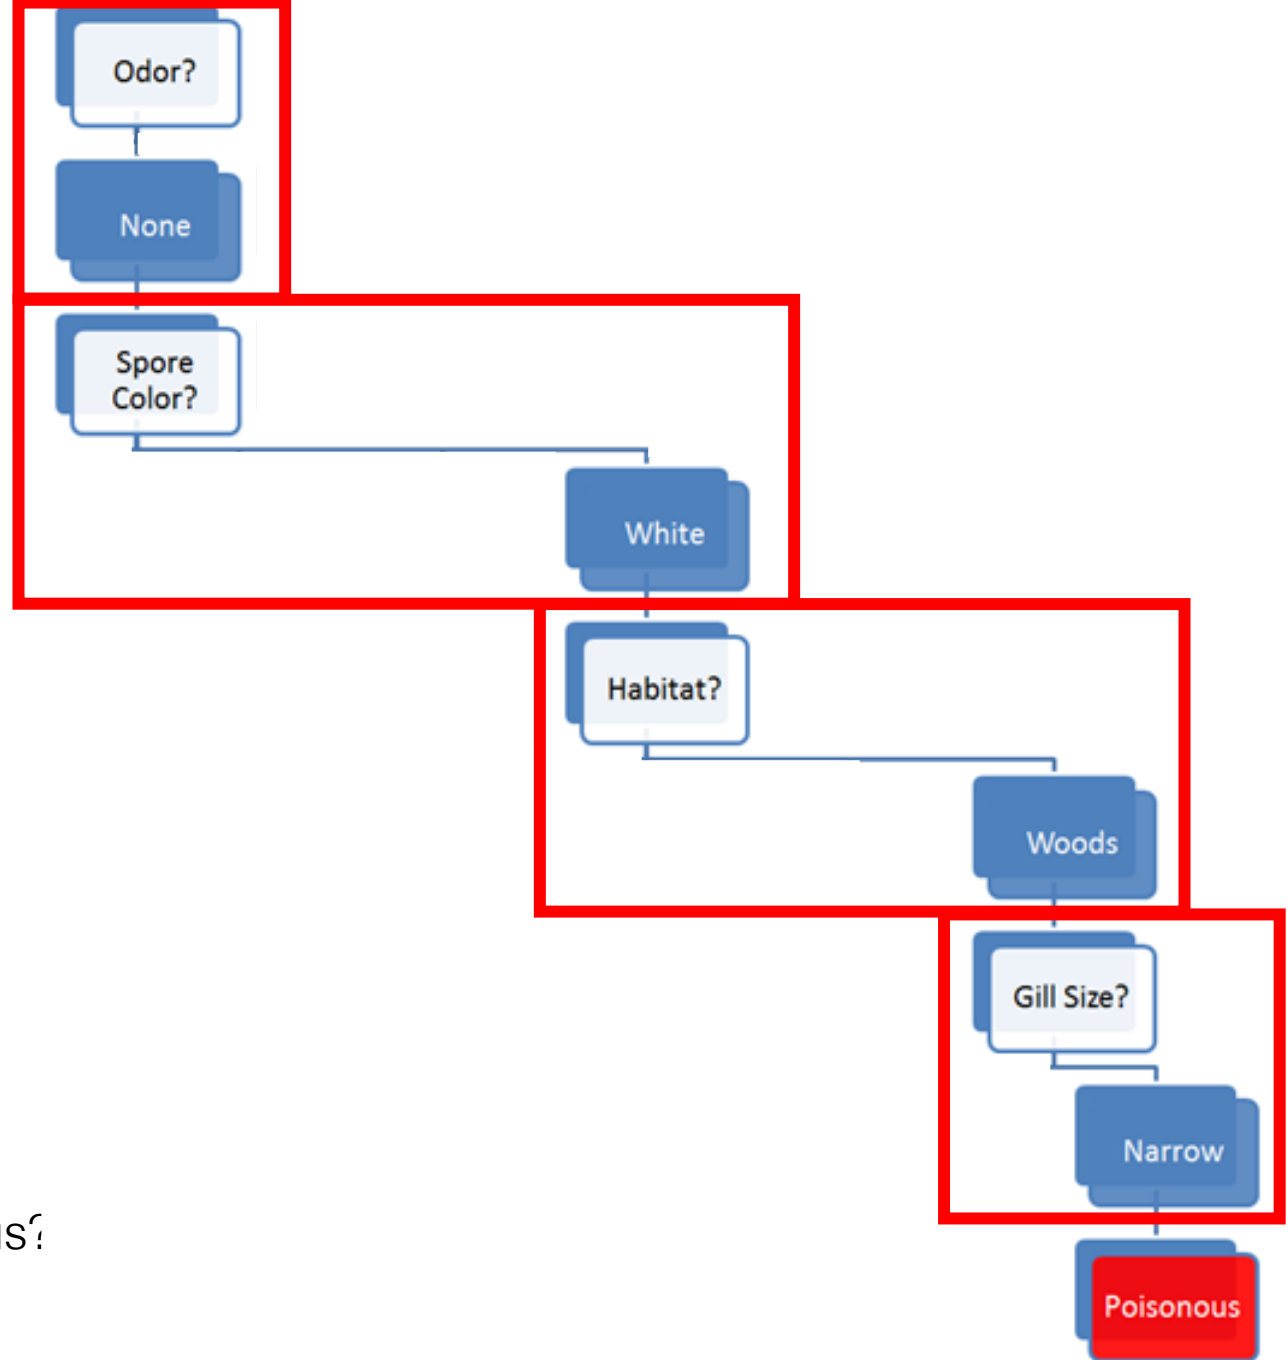 Odor?
None
Spore
Color?
White
Habitat?
Woods
Gill Size?
Narrow
Poisonous